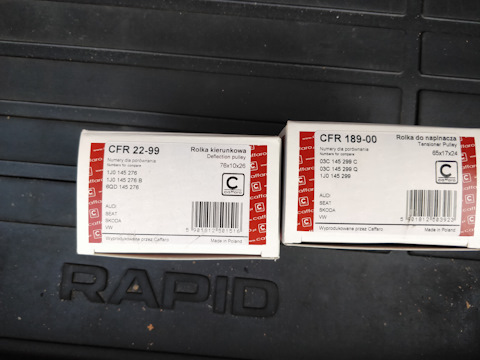 CFR 22-99
Rolka kierunkowa
Deflection pulley
Numery dla porównania
Numbers for compare
76x10x26
1J0 145 276
1J0 145 276 B
6Q0 145 276
caffaro
AUDI
SEAT
SKODA
VW
Wyprodukowane przez Caffaro
Made in Poland
CFR 189-00
Rolka do napinacza
Tensioner Pulley
Numery dla porównania
Numbers for compare
65x17x24
03C 145 299 C
03C 145 299 Q
1J0 145 299
caffaro
AUDI
SEAT
SKODA
VW
Wyprodukowane przez Caffaro
Made in Poland
RAPID